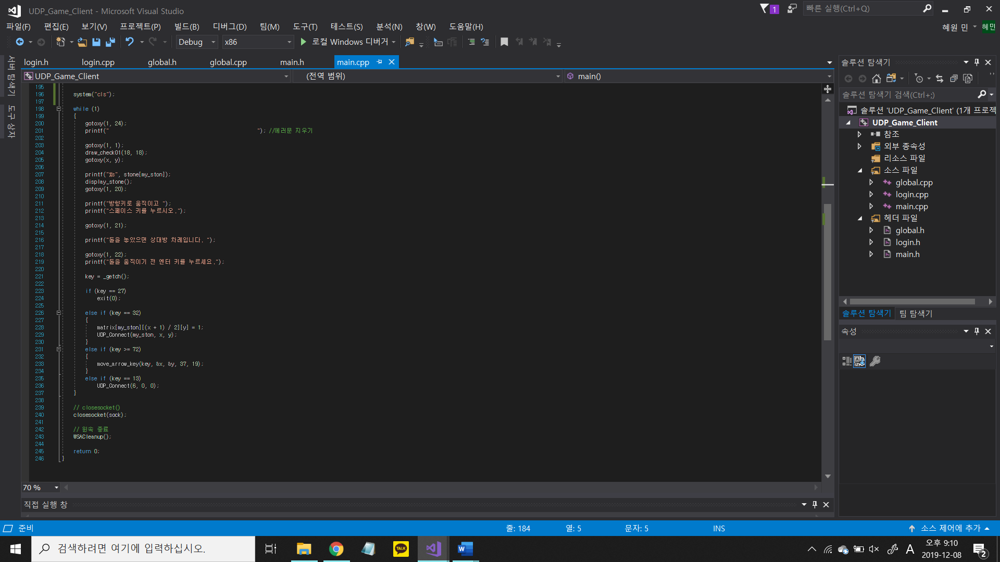 UDP_Game_Client - Microsoft Visual Studio
1
빠른 실행(Ctrl+Q)
파일(F) 편집(E) 보기(V) 프로젝트(P) 빌드(B) 디버그(D) 팀(M) 도구(T) 테스트(S) 분석(N) 창(W) 도움말(H)
혜원 민 혜민
Debug x86 로컬 Windows 디버거
서버 탐색기
도구 상자
login.h login.cpp global.h global.cpp main.h main.cpp
UDP_Game_Client (전역 범위) main()
195
196 system("cls");
197
198 while (1)
199 {
200 gotoxy(1, 24);
201 printf(" "); //에러문 지우기
202
203 gotoxy(1, 1);
204 draw_check01(18, 18);
205 gotoxy(x, y);
206
207 printf("%s", stone[my_ston]);
208 display_stone();
209 gotoxy(1, 20);
210
211 printf("방향키로 움직이고 ");
212 printf("스페이스 키를 누르시오.");
213
214 gotoxy(1, 21);
215
216 printf("돌을 놓았으면 상대방 차례입니다. ");
217
218 gotoxy(1, 22);
219 printf("돌을 움직이기 전 엔터 키를 누르세요.");
220
221 key = _getch();
222
223 if (key == 27)
224 exit(0);
225
226 else if (key == 32)
227 {
228 matrix[my_ston][(x + 1) / 2][y] = 1;
229 UDP_Connect(my_ston, x, y);
230 }
231 else if (key >= 72)
232 {
233 move_arrow_key(key, &x, &y, 37, 19);
234 }
235 else if (key == 13)
236 UDP_Connect(6, 0, 0);
237 }
238
239 // closesocket()
240 closesocket(sock);
241
242 // 윈속 종료
243 WSACleanup();
244
245 return 0;
246 }
70 %
직접 실행 창
솔루션 탐색기
솔루션 탐색기 검색(Ctrl+;)
솔루션 'UDP_Game_Client' (1개 프로젝
UDP_Game_Client
참조
외부 종속성
리소스 파일
소스 파일
global.cpp
login.cpp
main.cpp
헤더 파일
global.h
login.h
main.h
솔루션 탐색기 팀 탐색기
속성
준비 줄: 184 열: 5 문자: 5 INS 소스 제어에 추가
검색하려면 여기에 입력하십시오.
TALK
W
A
오후 9:10
2019-12-08
2